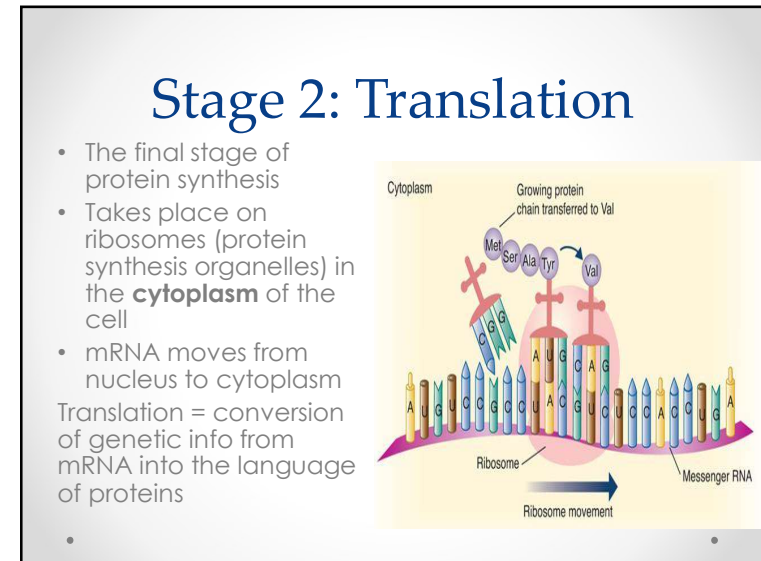 Stage 2: Translation
• The final stage of
protein synthesis
• Takes place on
ribosomes (protein
synthesis organelles) in
the cytoplasm of the
cell
• mRNA moves from
nucleus to cytoplasm
Translation = conversion
of genetic info from
mRNA into the language
of proteins
Cytoplasm
Growing protein
chain transferred to Val
Met Ser Ala Tyr Val
C G G
A U G C A G
A U G U C C G C C U A C G U C U C C A C C U G A
Ribosome
Messenger RNA
Ribosome movement